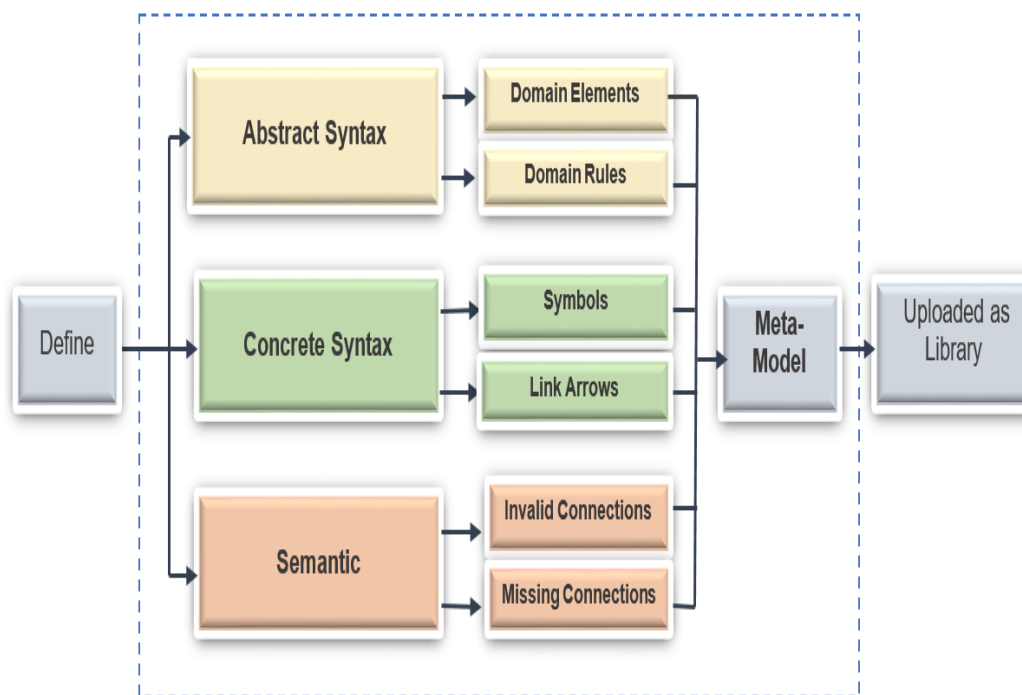 Define
Abstract Syntax
Domain Elements
Domain Rules
Concrete Syntax
Symbols
Link Arrows
Semantic
Invalid Connections
Missing Connections
Meta-
Model
Uploaded as
Library